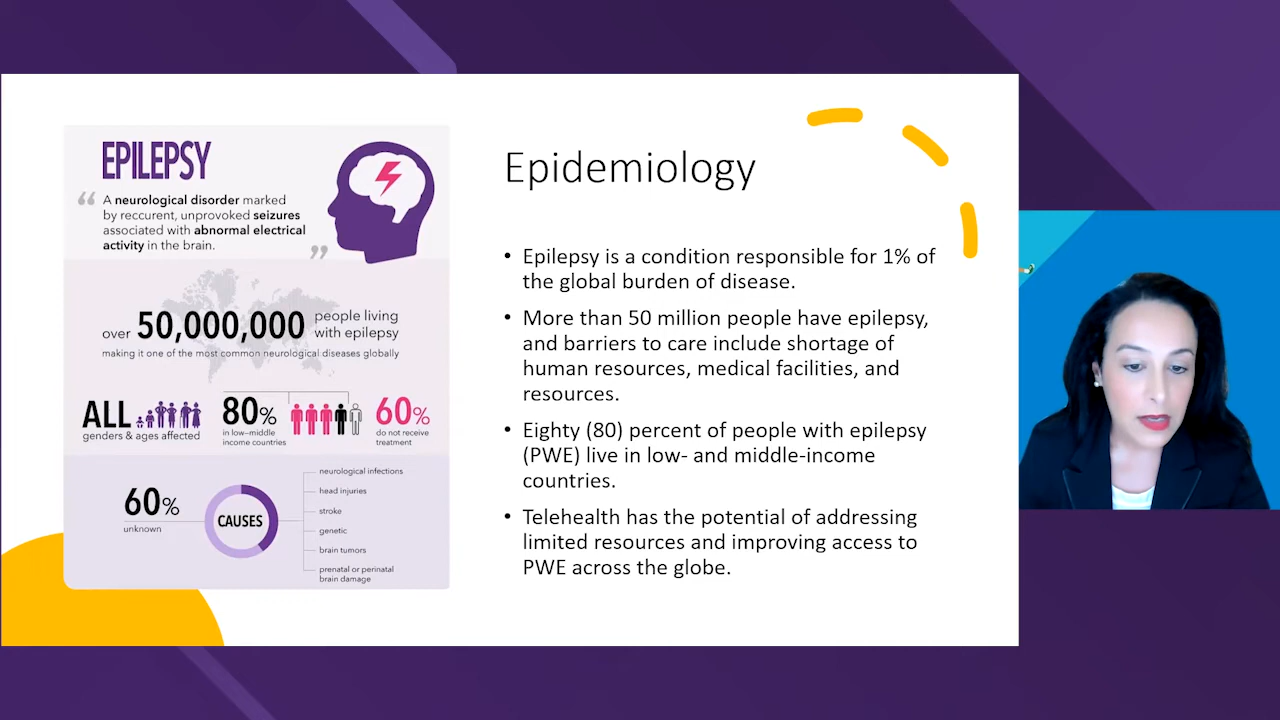 EPILEPSY
“ A neurological disorder marked
by reccurent, unprovoked seizures
associated with abnormal electrical
activity in the brain. ”
over 50,000,000 people living
with epilepsy
making it one of the most common neurological diseases globally
ALL
genders & ages affected
80%
in low–middle
income countries
60%
do not receive
treatment
60%
unknown
CAUSES
neurological infections
head injuries
stroke
genetic
brain tumors
prenatal or perinatal
brain damage
Epidemiology
• Epilepsy is a condition responsible for 1% of
the global burden of disease.
• More than 50 million people have epilepsy,
and barriers to care include shortage of
human resources, medical facilities, and
resources.
• Eighty (80) percent of people with epilepsy
(PWE) live in low- and middle-income
countries.
• Telehealth has the potential of addressing
limited resources and improving access to
PWE across the globe.